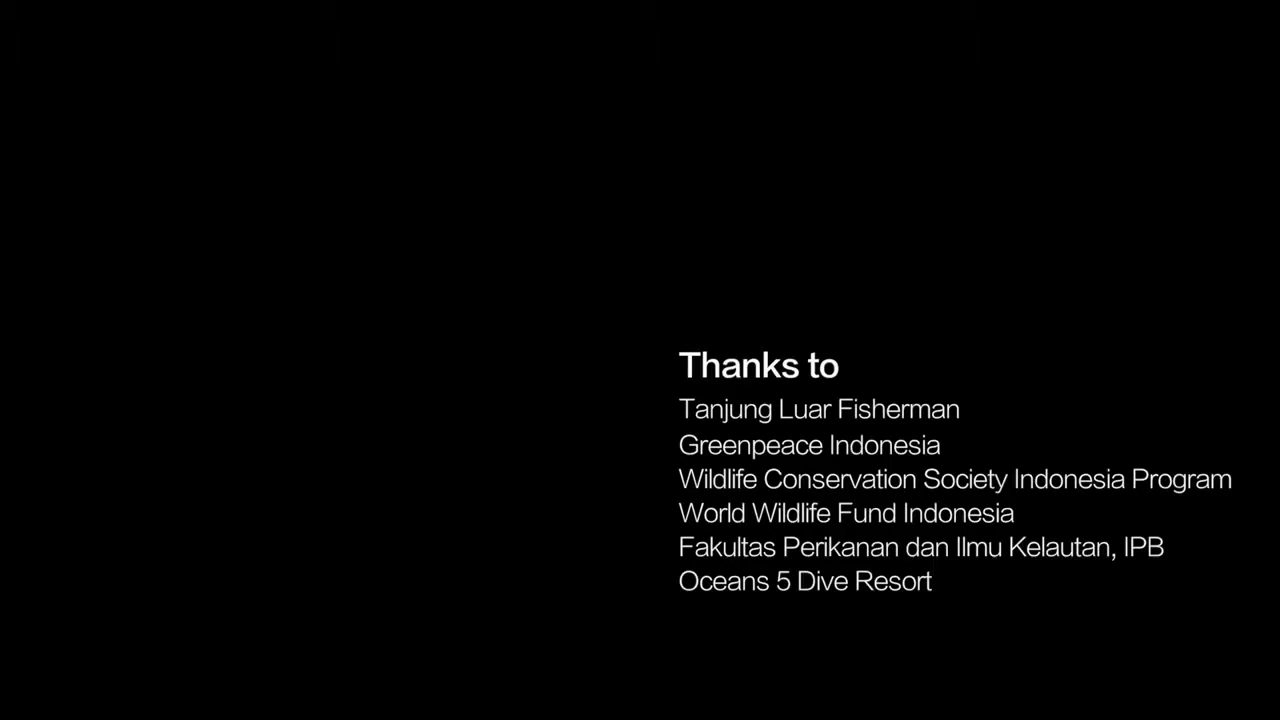 Thanks to
Tanjung Luar Fisherman
Greenpeace Indonesia
Wildlife Conservation Society Indonesia Program
World Wildlife Fund Indonesia
Fakultas Perikanan dan Ilmu Kelautan, IPB
Oceans 5 Dive Resort